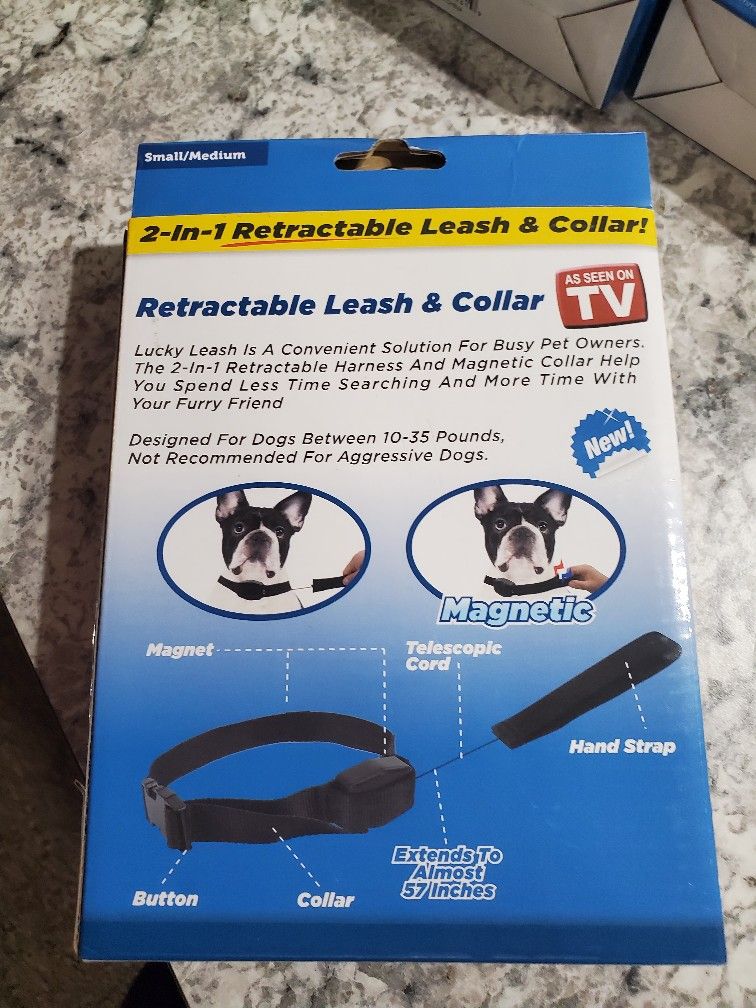 Small/Medium
2-In-1 Retractable Leash & Collar!
Retractable Leash & Collar
AS SEEN ON
TV
Lucky Leash Is A Convenient Solution For Busy Pet Owners.
The 2-In-1 Retractable Harness And Magnetic Collar Help
You Spend Less Time Searching And More Time With
Your Furry Friend
Designed For Dogs Between 10-35 Pounds,
Not Recommended For Aggressive Dogs.
New!
Magnetic
Magnet
Telescopic
Cord
Hand Strap
Extends To
Almost
57 Inches
Button
Collar